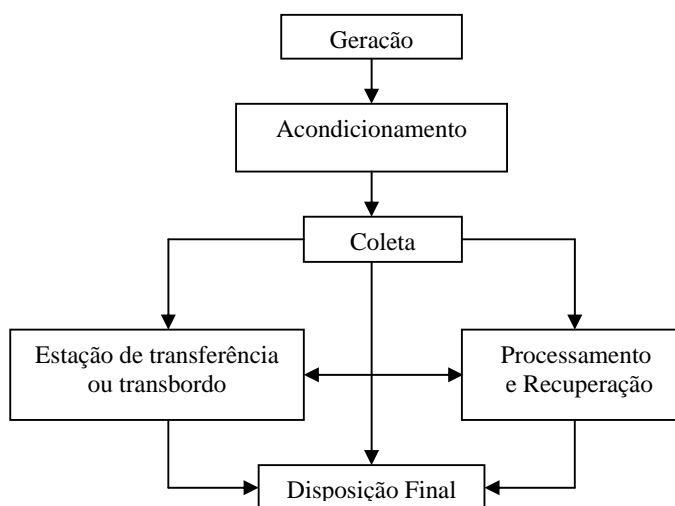 Geracão
Acondicionamento
Coleta
Estação de transferência
ou transbordo
Processamento
e Recuperação
Disposição Final